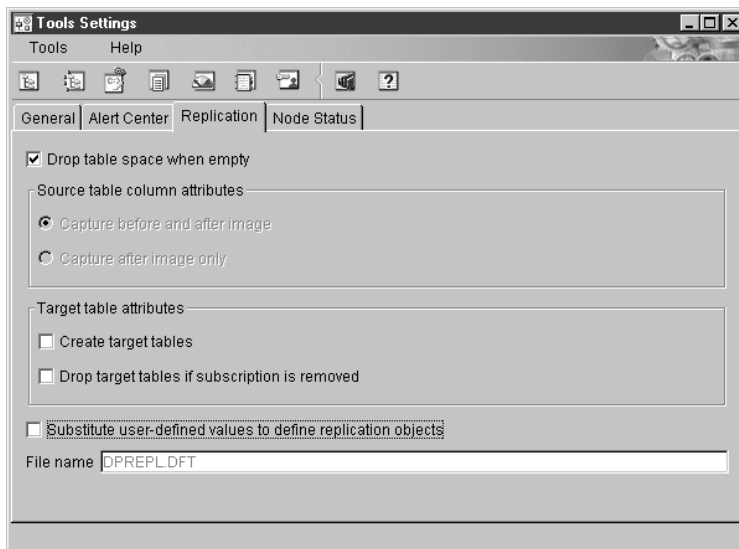 Tools Settings
Tools Help
General Alert Center Replication Node Status
Drop table space when empty
Source table column attributes
Capture before and after image
Capture after image only
Target table attributes
Create target tables
Drop target tables if subscription is removed
Substitute user-defined values to define replication objects
File name DPREPL.DFT